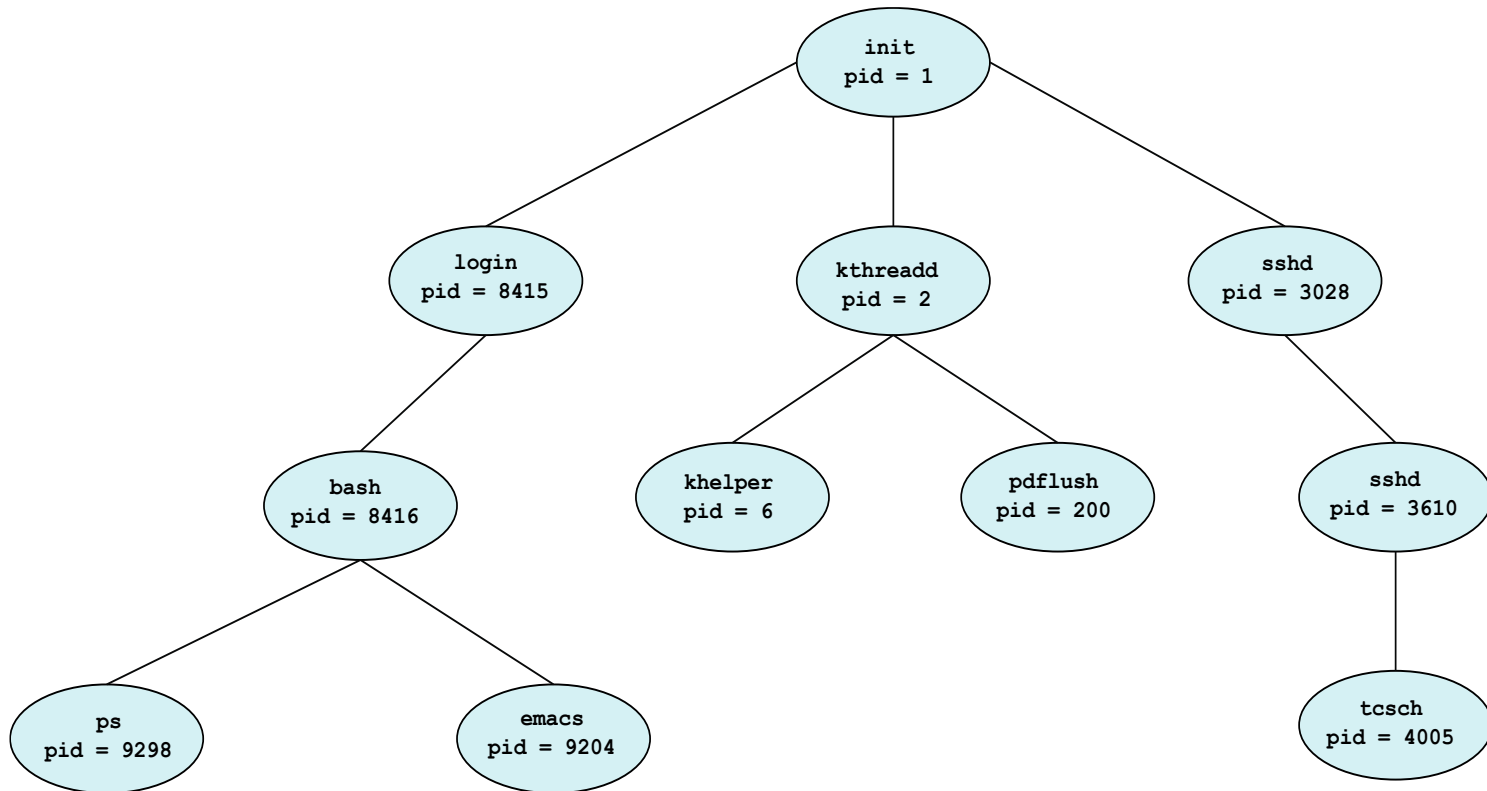 init
pid = 1
login
pid = 8415
kthreadd
pid = 2
sshd
pid = 3028
bash
pid = 8416
khelper
pid = 6
pdflush
pid = 200
sshd
pid = 3610
ps
pid = 9298
emacs
pid = 9204
tcsch
pid = 4005